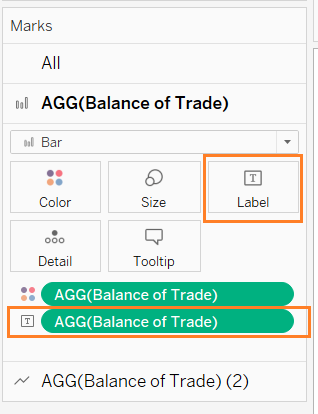 Marks
All
AGG(Balance of Trade)
Bar
Color Size Label
Detail Tooltip
AGG(Balance of Trade)
AGG(Balance of Trade)
AGG(Balance of Trade) (2)